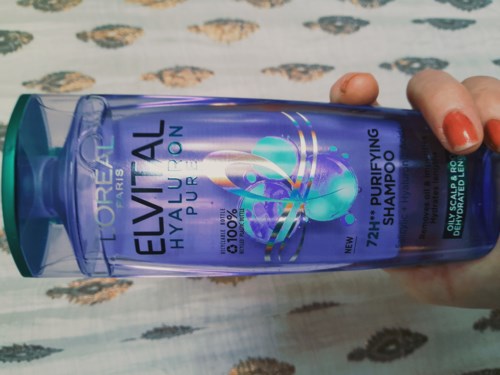 L'ORÉAL
PARIS
ELVITAL
HYALURON
PURE
100%
NEW
72H** PURIFYING
SHAMPOO
OILY SCALP & RO
DEHYDRATED LEN